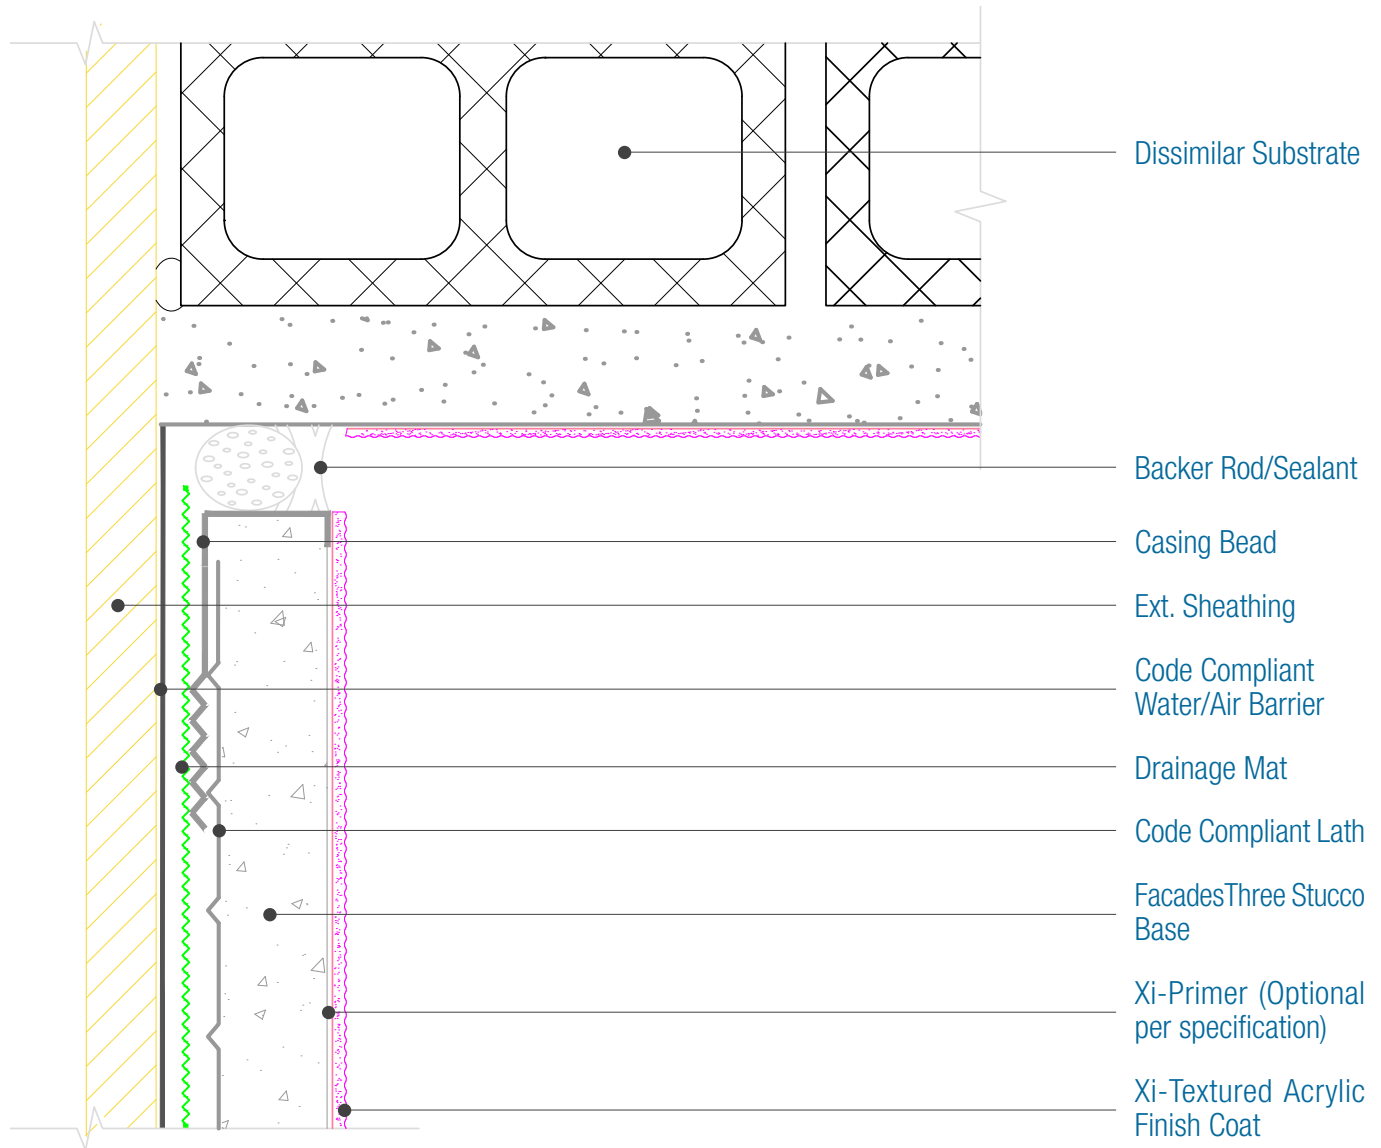 Dissimilar Substrate
Backer Rod/Sealant
Casing Bead
Ext. Sheathing
Code Compliant
Water/Air Barrier
Drainage Mat
Code Compliant Lath
FacadesThree Stucco
Base
Xi-Primer (Optional
per specification)
Xi-Textured Acrylic
Finish Coat